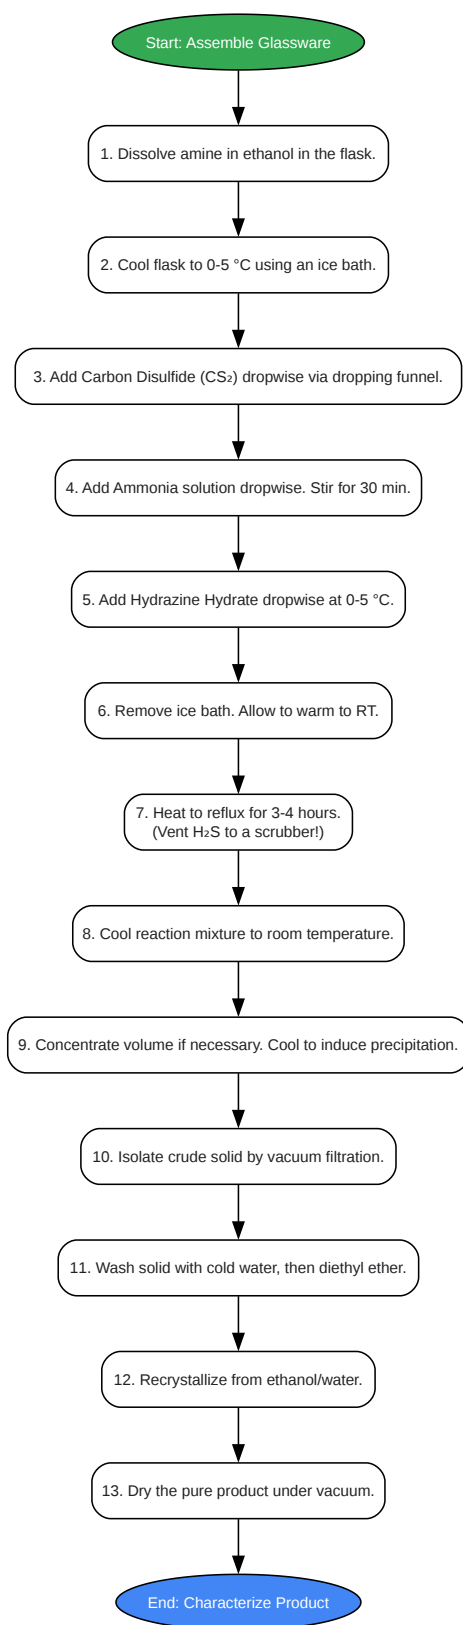 Start: Assemble Glassware
1. Dissolve amine in ethanol in the flask.
2. Cool flask to 0-5 °C using an ice bath.
3. Add Carbon Disulfide (CS₂) dropwise via dropping funnel.
4. Add Ammonia solution dropwise. Stir for 30 min.
5. Add Hydrazine Hydrate dropwise at 0-5 °C.
6. Remove ice bath. Allow to warm to RT.
7. Heat to reflux for 3-4 hours.
(Vent H₂S to a scrubber!)
8. Cool reaction mixture to room temperature.
9. Concentrate volume if necessary. Cool to induce precipitation.
10. Isolate crude solid by vacuum filtration.
11. Wash solid with cold water, then diethyl ether.
12. Recrystallize from ethanol/water.
13. Dry the pure product under vacuum.
End: Characterize Product